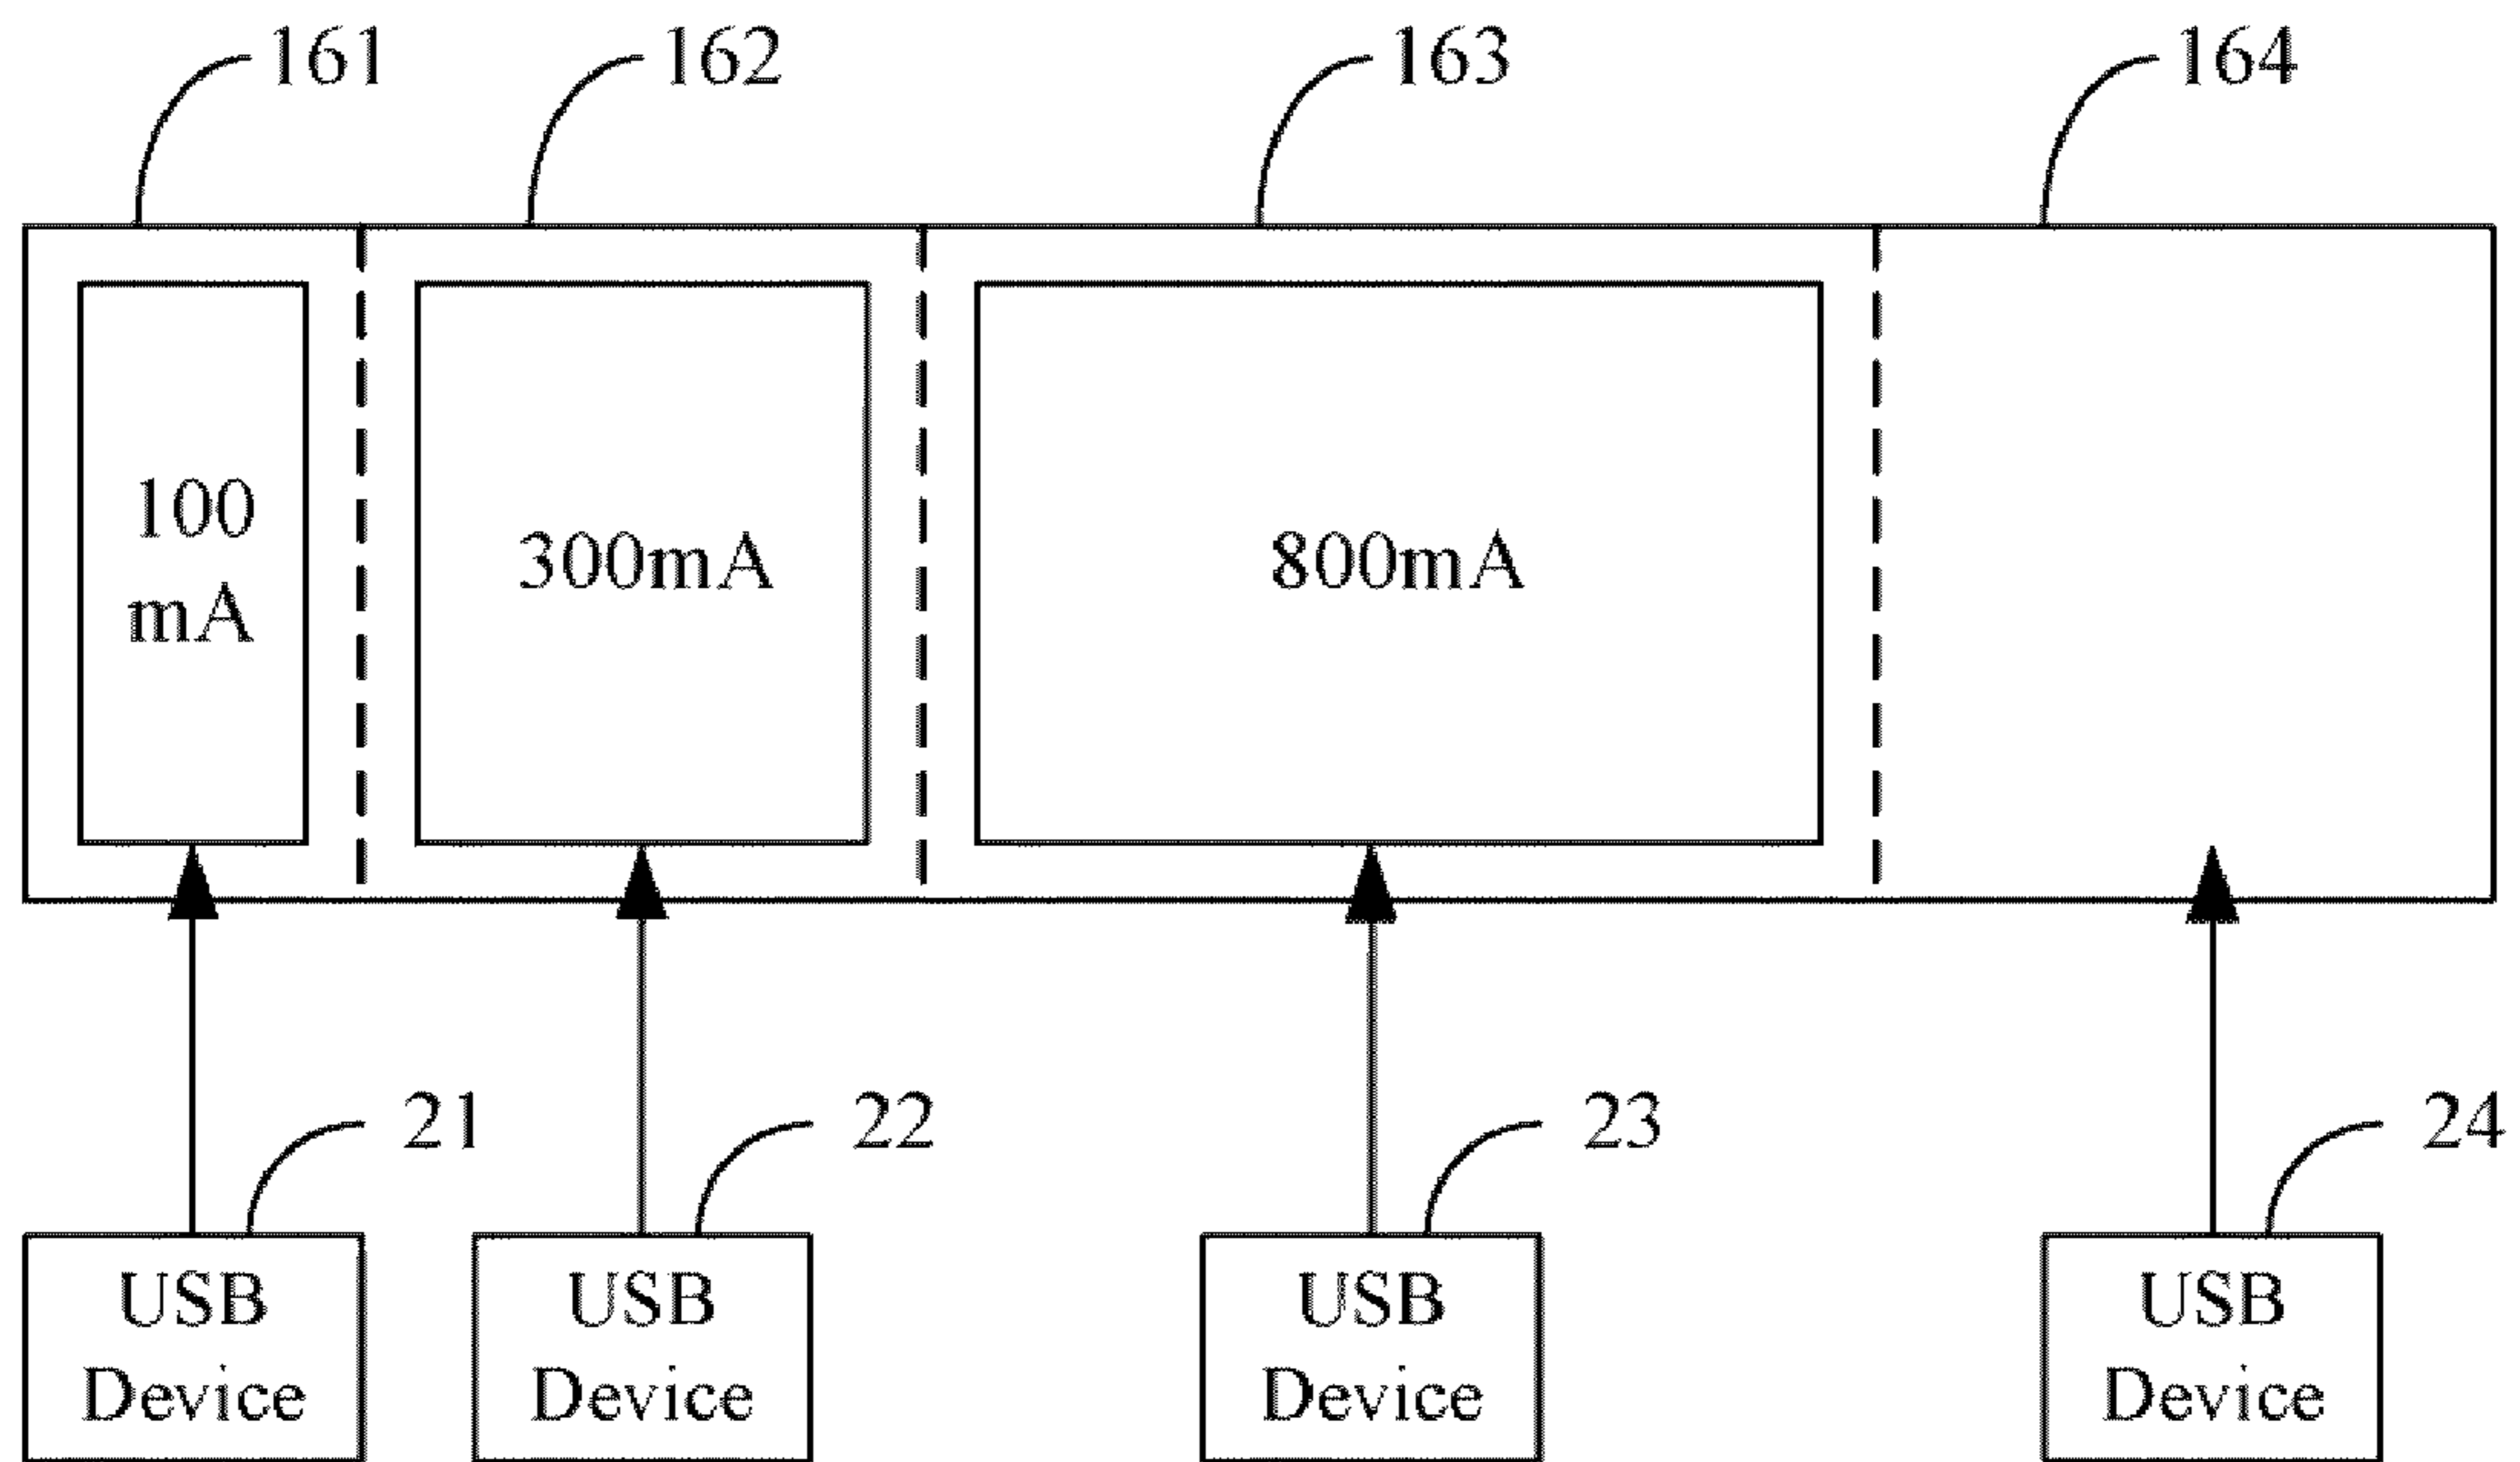 161 162 163 164
100
mA
300mA
800mA
21 22 23 24
USB
Device
USB
Device
USB
Device
USB
Device